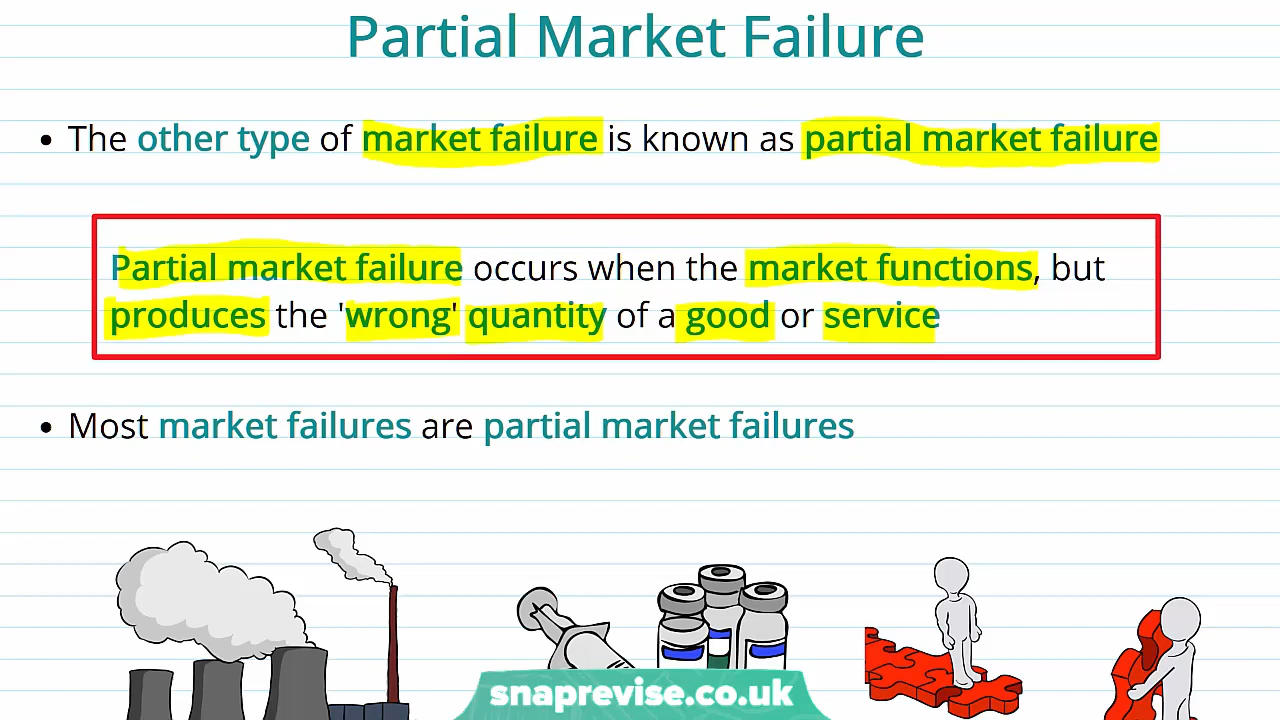 Partial Market Failure
• The other type of market failure is known as partial market failure
Partial market failure occurs when the market functions, but
produces the 'wrong' quantity of a good or service
• Most market failures are partial market failures
snaprevise.co.uk